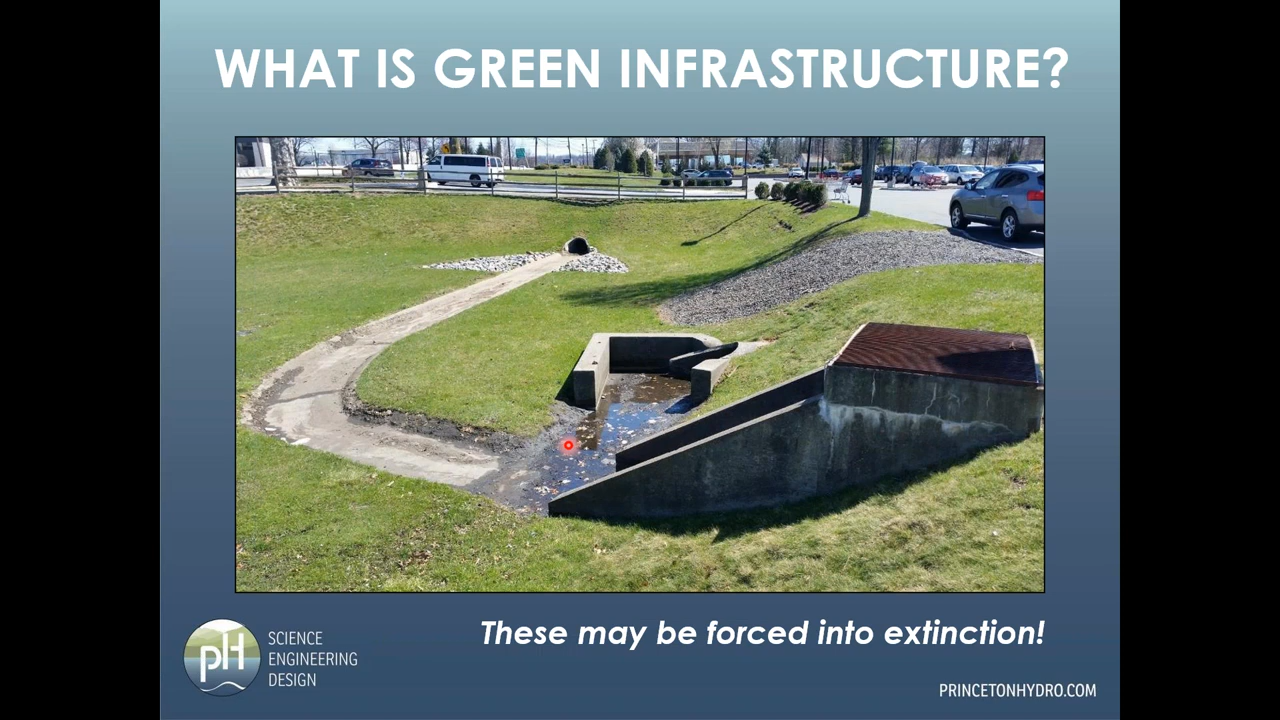 WHAT IS GREEN INFRASTRUCTURE?
These may be forced into extinction!
pH
SCIENCE
ENGINEERING
DESIGN
PRINCETONHYDRO.COM